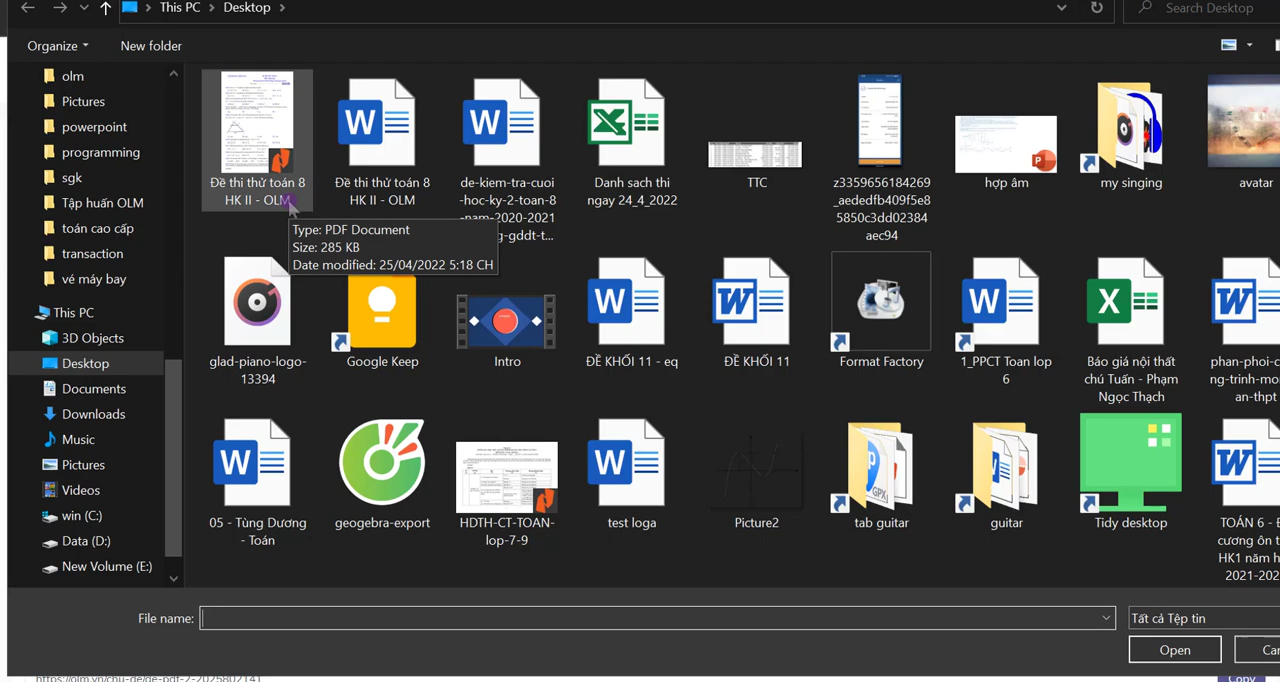 This PC
Desktop
Search Desktop
Organize
New folder
olm
Pictures
powerpoint
programming
sgk
Tập huấn OLM
toán cao cấp
transaction
vé máy bay
This PC
3D Objects
Desktop
Documents
Downloads
Music
Pictures
Videos
win (C:)
Data (D:)
New Volume (E:)
Đề thi thử toán 8
HK II - OLM
Đề thi thử toán 8
HK II - OLM
de-kiem-tra-cuoi
-hoc-ky-2-toan-8
-nam-2020-2021
g-gddt-t...
Danh sach thi
ngay 24_4_2022
TTC
z3359656184269
_aededfb409f5e8
5850c3dd02384
aec94
hợp âm
my singing
avatar
Type: PDF Document
Size: 285 KB
Date modified: 25/04/2022 5:18 CH
glad-piano-logo-
13394
Google Keep
Intro
ĐỀ KHỐI 11 - eq
ĐỀ KHỐI 11
Format Factory
1_PPCT Toan lop
6
Báo giá nội thất
chú Tuấn - Phạm
Ngọc Thạch
phan-phoi-c
ng-trinh-mo
an-thpt
05 - Tùng Dương
- Toán
geogebra-export
HDTH-CT-TOAN-
lop-7-9
test loga
Picture2
tab guitar
guitar
Tidy desktop
TOÁN 6 - Đ
cương ôn t
HK1 năm h
2021-202
File name:
Tất cả Tệp tin
Open
Can
https://olm.vn/chu-de/de-pdf-2-2025802141
Copy